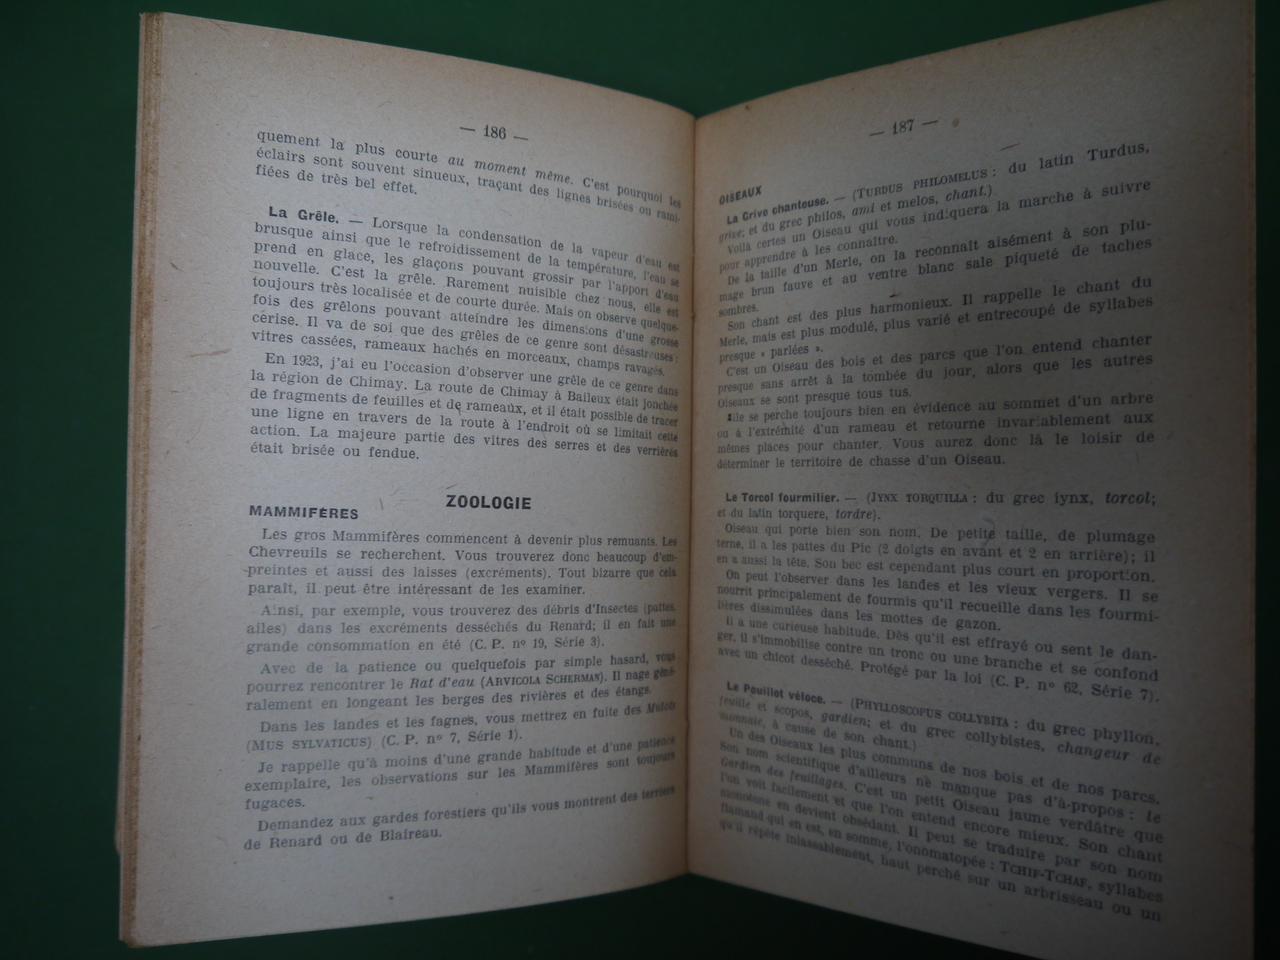 — 186 —
quement la plus courte au moment même. C'est pourquoi les
éclairs sont souvent sinueux, traçant des lignes brisées ou rami-
fiées de très bel effet.
La Grêle. — Lorsque la condensation de la vapeur d'eau est
brusque ainsi que le refroidissement de la température, l'eau se
prend en glace, les glaçons pouvant grossir par l'apport d'eau
nouvelle. C'est la grêle. Rarement nuisible chez nous, elle est
toujours très localisée et de courte durée. Mais on observe quelque-
fois des grêlons pouvant atteindre les dimensions d'une grosse
cerise. Il va de soi que des grêles de ce genre sont désastreuses :
vitres cassées, rameaux hachés en morceaux, champs ravagés.
En 1923, j'ai eu l'occasion d'observer une grêle de ce genre dans
la région de Chimay. La route de Chimay à Baileux était jonchée
de fragments de feuilles et de rameaux, et il était possible de tracer
une ligne en travers de la route à l'endroit où se limitait cette
action. La majeure partie des vitres des serres et des verrières
était brisée ou fendue.
ZOOLOGIE
MAMMIFÈRES
Les gros Mammifères commencent à devenir plus remuants. Les
Chevreuils se recherchent. Vous trouverez donc beaucoup d'em-
preintes et aussi des laisses (excréments). Tout bizarre que cela
paraît, il peut être intéressant de les examiner.
Ainsi, par exemple, vous trouverez des débris d'Insectes (pattes,
ailes) dans les excréments desséchés du Renard; il en fait une
grande consommation en été (C. P. n° 19, Série 3).
Avec de la patience ou quelquefois par simple hasard, vous
pourrez rencontrer le Rat d'eau (ARVICOLA SCHERMAN). Il nage géné-
ralement en longeant les berges des rivières et des étangs.
Dans les landes et les fagnes, vous mettrez en fuite des Mulots
(MUS SYLVATICUS) (C. P. n° 7, Série 1).
Je rappelle qu'à moins d'une grande habitude et d'une patience
exemplaire, les observations sur les Mammifères sont toujours
fugaces.
Demandez aux gardes forestiers qu'ils vous montrent des terriers
de Renard ou de Blaireau.
— 187 —
OISEAUX
La Grive chanteuse. — (TURDUS PHILOMELUS : du latin Turdus,
grive; et du grec philos, ami et melos, chant.)
Voilà certes un Oiseau qui vous indiquera la marche à suivre
pour apprendre à les connaître.
De la taille d'un Merle, on la reconnaît aisément à son plu-
mage brun fauve et au ventre blanc sale piqueté de taches
sombres.
Son chant est des plus harmonieux. Il rappelle le chant du
Merle, mais est plus modulé, plus varié et entrecoupé de syllabes
presque « parlées ».
C'est un Oiseau des bois et des parcs que l'on entend chanter
presque sans arrêt à la tombée du jour, alors que les autres
Oiseaux se sont presque tous tus.
Elle se perche toujours bien en évidence au sommet d'un arbre
ou à l'extrémité d'un rameau et retourne invariablement aux
mêmes places pour chanter. Vous aurez donc là le loisir de
déterminer le territoire de chasse d'un Oiseau.
Le Torcol fourmilier. — (JYNX TORQUILLA : du grec iynx, torcol;
et du latin torquere, tordre).
Oiseau qui porte bien son nom. De petite taille, de plumage
terne, il a les pattes du Pic (2 doigts en avant et 2 en arrière); il
en a aussi la tête. Son bec est cependant plus court en proportion.
On peut l'observer dans les landes et les vieux vergers. Il se
nourrit principalement de fourmis qu'il recueille dans les fourmi-
lières dissimulées dans les mottes de gazon.
Il a une curieuse habitude. Dès qu'il est effrayé ou sent le dan-
ger, il s'immobilise contre un tronc ou une branche et se confond
avec un chicot desséché. Protégé par la loi (C. P. n° 62, Série 7).
Le Pouillot véloce. — (PHYLLOSCOPUS COLLYBITA : du grec phyllon,
feuille et scopos, gardien; et du grec collybistes, changeur de
monnaie, à cause de son chant.)
Un des Oiseaux les plus communs de nos bois et de nos parcs.
Son nom scientifique d'ailleurs ne manque pas d'à-propos : le
Gardien des feuillages. C'est un petit Oiseau jaune verdâtre que
l'on voit facilement et que l'on entend encore mieux. Son chant
monotone en devient obsédant. Il peut se traduire par son nom
flamand qui en est, en somme, l'onomatopée : TCHIF-TCHAF, syllabes
qu'il répète inlassablement, haut perché sur un arbrisseau ou un